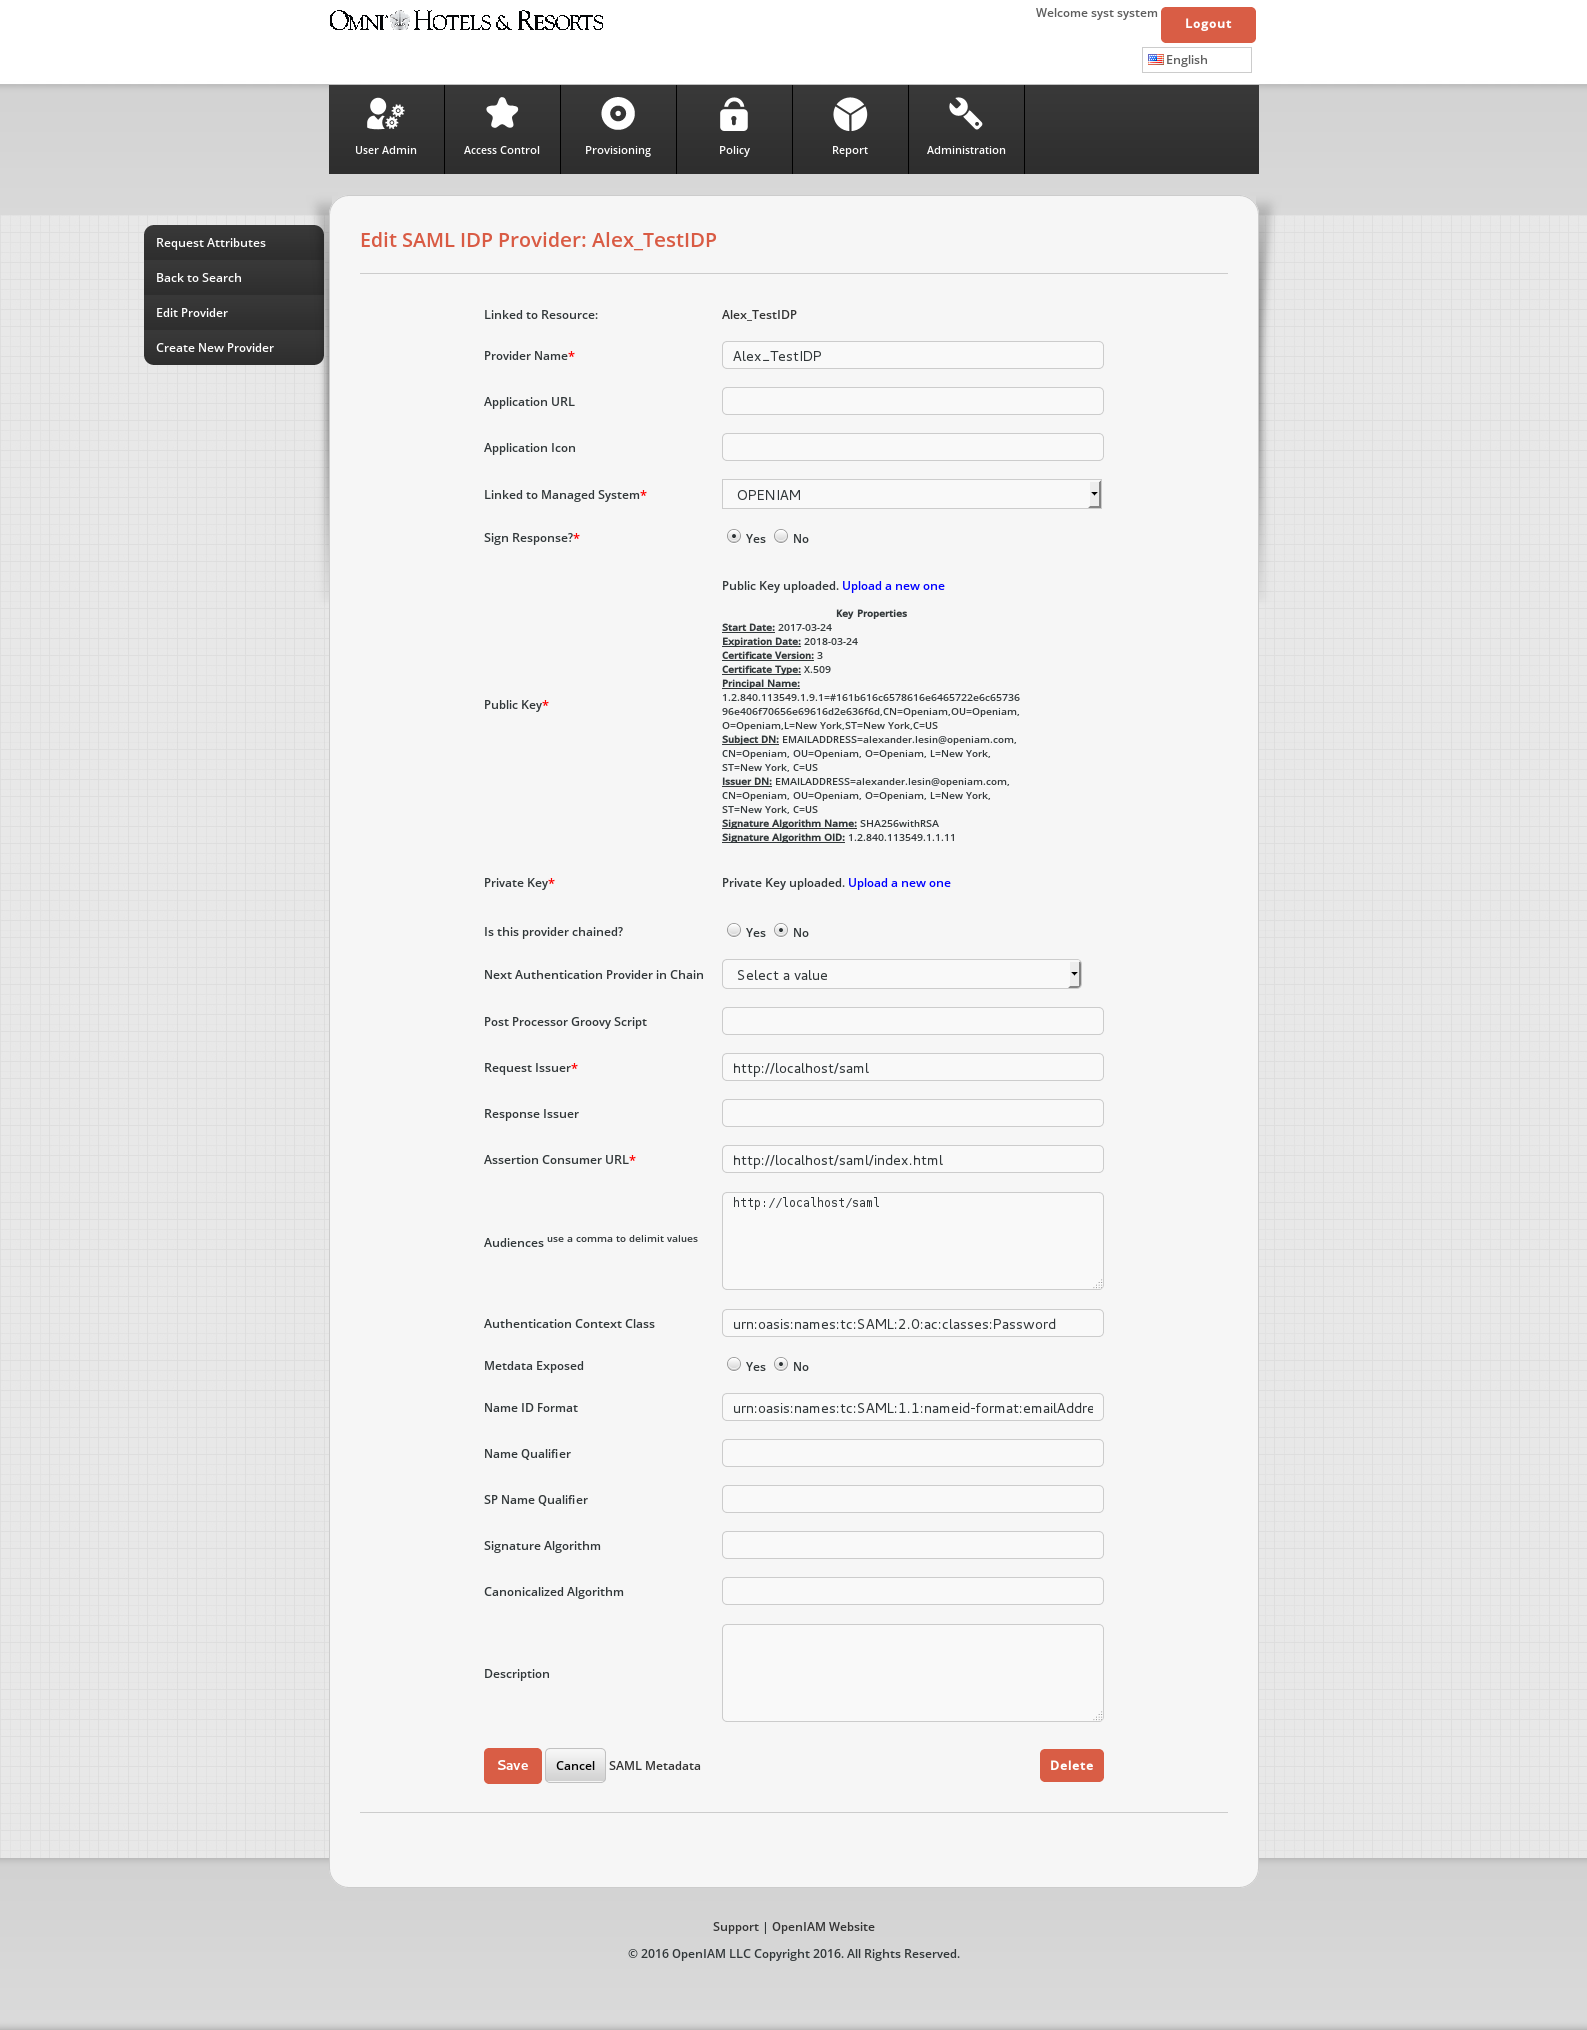 OMNI HOTELS & RESORTS
Welcome syst system
Logout
English
User Admin
Access Control
Provisioning
Policy
Report
Administration
Request Attributes
Back to Search
Edit Provider
Create New Provider
Edit SAML IDP Provider: Alex_TestIDP
Linked to Resource: Alex_TestIDP
Provider Name* Alex_TestIDP
Application URL
Application Icon
Linked to Managed System* OPENIAM
Sign Response?* Yes No
Public Key uploaded. Upload a new one
Key Properties
Start Date: 2017-03-24
Expiration Date: 2018-03-24
Certificate Version: 3
Certificate Type: X.509
Principal Name:
1.2.840.113549.1.9.1=#161b616c6578616e6465722e6c65736
96e406f70656e69616d2e636f6d,CN=Openiam,OU=Openiam,
O=Openiam,L=New York,ST=New York,C=US
Public Key*
Subject DN: EMAILADDRESS=alexander.lesin@openiam.com,
CN=Openiam, OU=Openiam, O=Openiam, L=New York,
ST=New York, C=US
Issuer DN: EMAILADDRESS=alexander.lesin@openiam.com,
CN=Openiam, OU=Openiam, O=Openiam, L=New York,
ST=New York, C=US
Signature Algorithm Name: SHA256withRSA
Signature Algorithm OID: 1.2.840.113549.1.1.11
Private Key* Private Key uploaded. Upload a new one
Is this provider chained? Yes No
Next Authentication Provider in Chain Select a value
Post Processor Groovy Script
Request Issuer* http://localhost/saml
Response Issuer
Assertion Consumer URL* http://localhost/saml/index.html
http://localhost/saml
Audiences use a comma to delimit values
Authentication Context Class urn:oasis:names:tc:SAML:2.0:ac:classes:Password
Metdata Exposed Yes No
Name ID Format urn:oasis:names:tc:SAML:1.1:nameid-format:emailAddre
Name Qualifier
SP Name Qualifier
Signature Algorithm
Canonicalized Algorithm
Description
Save Cancel SAML Metadata Delete
Support | OpenIAM Website
© 2016 OpenIAM LLC Copyright 2016. All Rights Reserved.